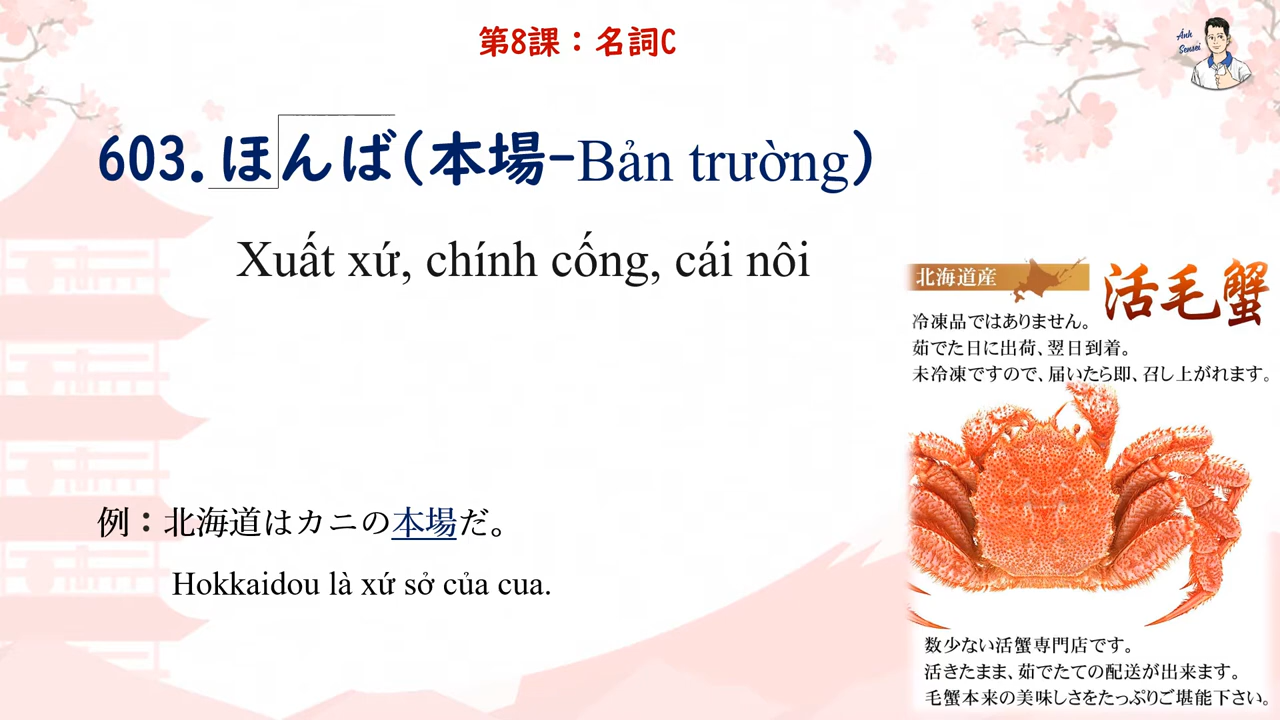 第8課：名詞C
Anh
Sensei
603.ほんば(本場-Bản trường)
Xuất xứ, chính cống, cái nôi
北海道産
活毛蟹
冷凍品ではありません。
茹でた日に出荷、翌日到着。
未冷凍ですので、届いたら即、召し上がれます。
例：北海道はカニの本場だ。
Hokkaidou là xứ sở của cua.
数少ない活蟹専門店です。
活きたまま、茹でたての配送が出来ます。
毛蟹本来の美味しさをたっぷりご堪能下さい。